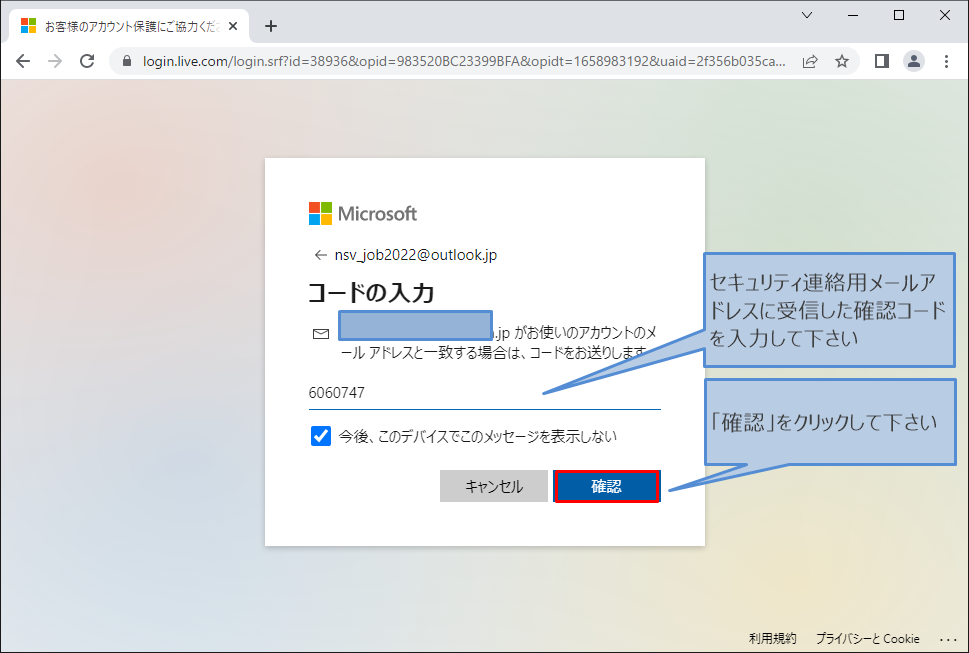 お客様のアカウント保護にご協力くだ
login.live.com/login.srf?id=38936&opid=983520BC23399BFA&opidt=1658983192&uaid=2f356b035ca...
Microsoft
nsv_job2022@outlook.jp
コードの入力
.jp がお使いのアカウントのメ
ール アドレスと一致する場合は、コードをお送りします
6060747
今後、このデバイスでこのメッセージを表示しない
キャンセル
確認
セキュリティ連絡用メールア
ドレスに受信した確認コード
を入力して下さい
「確認」をクリックして下さい
利用規約
プライバシーと Cookie
...